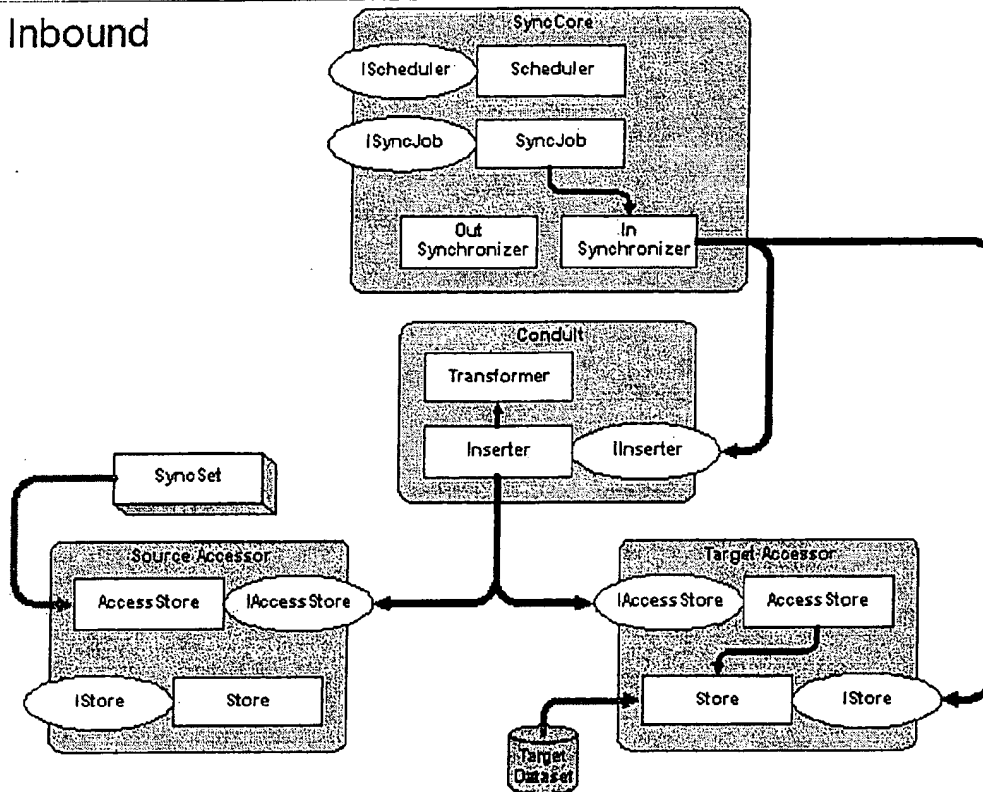 Inbound
SyncCore
IScheduler
Scheduler
ISyncJob
SyncJob
Out
Synchronizer
In
Synchronizer
Conduit
Transformer
Inserter
IInserter
SyncSet
Source Accessor
AccessStore
IAccessStore
IStore
Store
Target Accessor
IAccessStore
AccessStore
Store
IStore
Target
Dataset